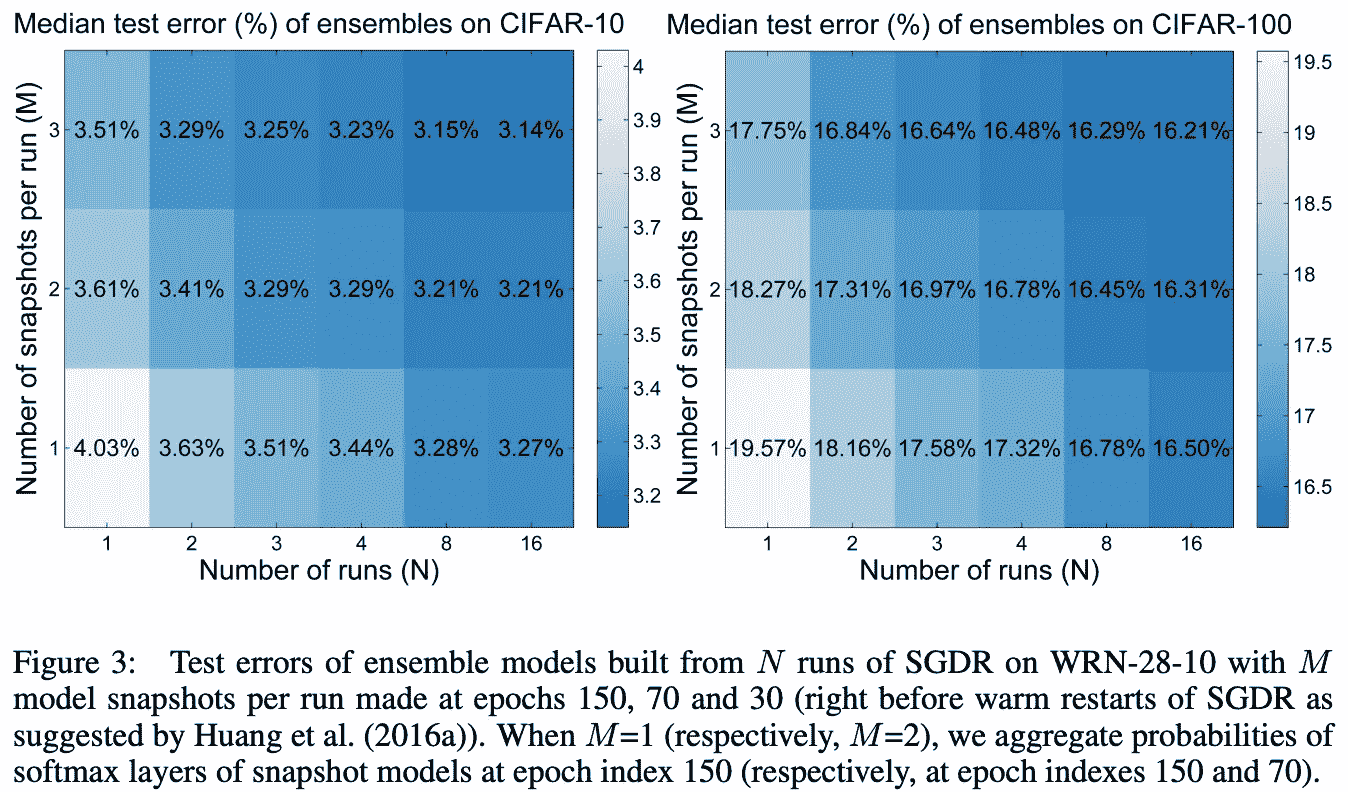 Median test error (%) of ensembles on CIFAR-10
Number of snapshots per run (M)
3
3.51% 3.29% 3.25% 3.23% 3.15% 3.14%
2
3.61% 3.41% 3.29% 3.29% 3.21% 3.21%
1
4.03% 3.63% 3.51% 3.44% 3.28% 3.27%
1 2 3 4 8 16
Number of runs (N)
4
3.9
3.8
3.7
3.6
3.5
3.4
3.3
3.2
Median test error (%) of ensembles on CIFAR-100
Number of snapshots per run (M)
3
17.75% 16.84% 16.64% 16.48% 16.29% 16.21%
2
18.27% 17.31% 16.97% 16.78% 16.45% 16.31%
1
19.57% 18.16% 17.58% 17.32% 16.78% 16.50%
1 2 3 4 8 16
Number of runs (N)
19.5
19
18.5
18
17.5
17
16.5
Figure 3: Test errors of ensemble models built from N runs of SGDR on WRN-28-10 with M
model snapshots per run made at epochs 150, 70 and 30 (right before warm restarts of SGDR as
suggested by Huang et al. (2016a)). When M=1 (respectively, M=2), we aggregate probabilities of
softmax layers of snapshot models at epoch index 150 (respectively, at epoch indexes 150 and 70).